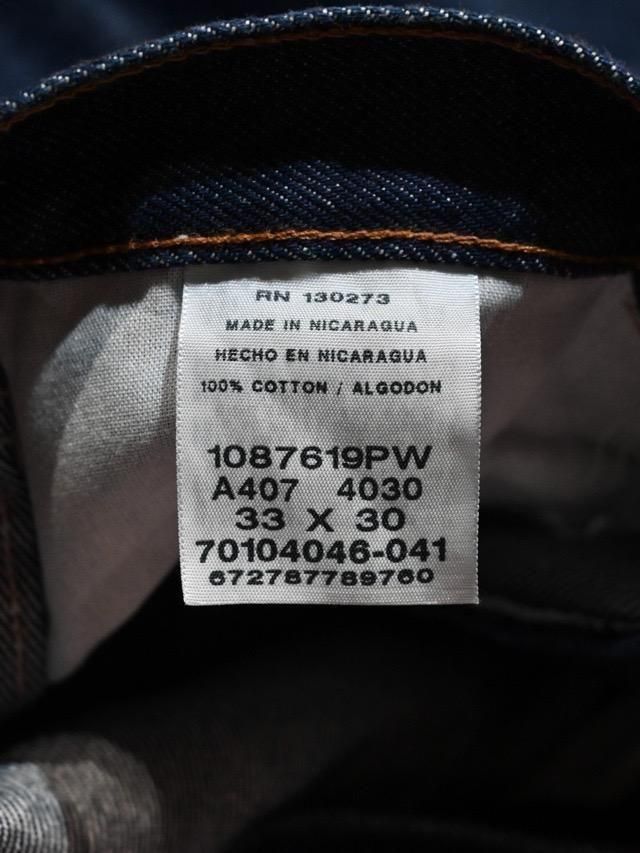 RN 130273
MADE IN NICARAGUA
HECHO EN NICARAGUA
100% COTTON / ALGODON
1087619PW
A407 4030
33 X 30
70104046-041
672787789760